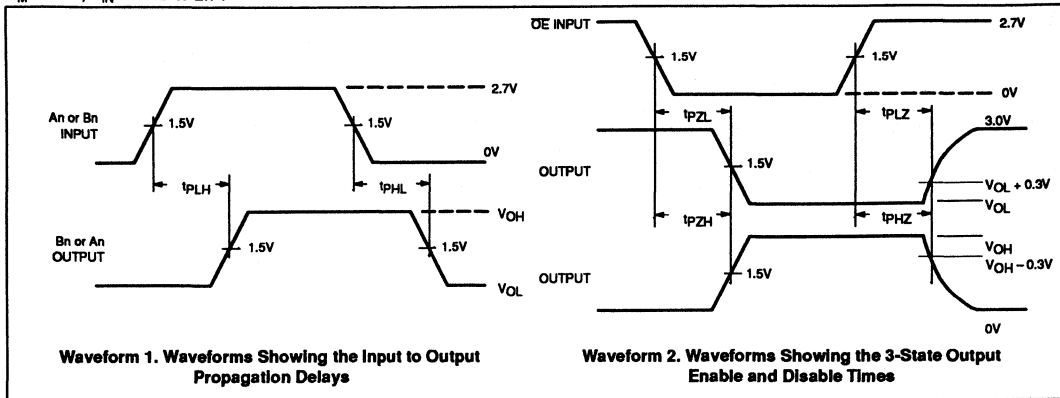 An or Bn
INPUT
1.5V
1.5V
2.7V
0V
tPLH
tPHL
Bn or An
OUTPUT
1.5V
1.5V
VOH
VOL
Waveform 1. Waveforms Showing the Input to Output
Propagation Delays
OE INPUT
1.5V
1.5V
2.7V
0V
tPZL
tPLZ
3.0V
OUTPUT
1.5V
VOL + 0.3V
VOL
tPZH
tPHZ
OUTPUT
1.5V
VOH
VOH – 0.3V
0V
Waveform 2. Waveforms Showing the 3-State Output
Enable and Disable Times